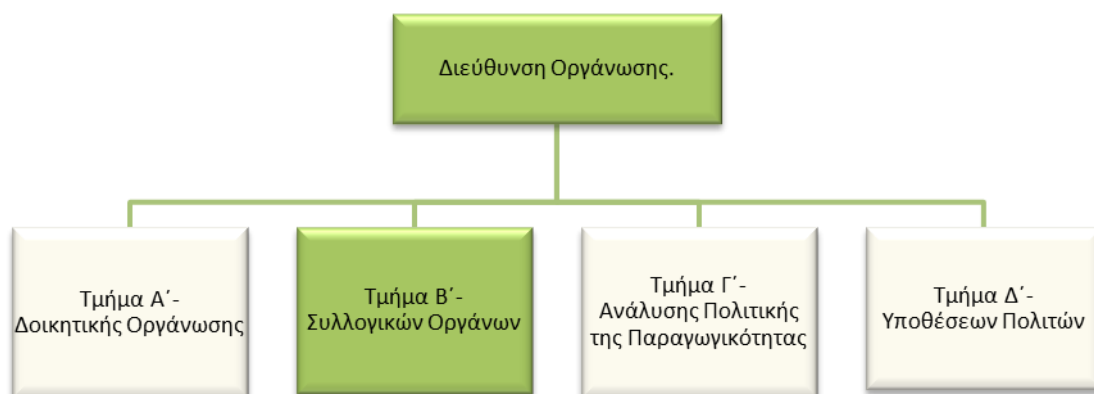 Διεύθυνση Οργάνωσης.
Τμήμα Α΄-
Δοικητικής Οργάνωσης
Τμήμα Β΄-
Συλλογικών Οργάνων
Τμήμα Γ΄-
Ανάλυσης Πολιτικής
της Παραγωγικότητας
Τμήμα Δ΄-
Υποθέσεων Πολιτών